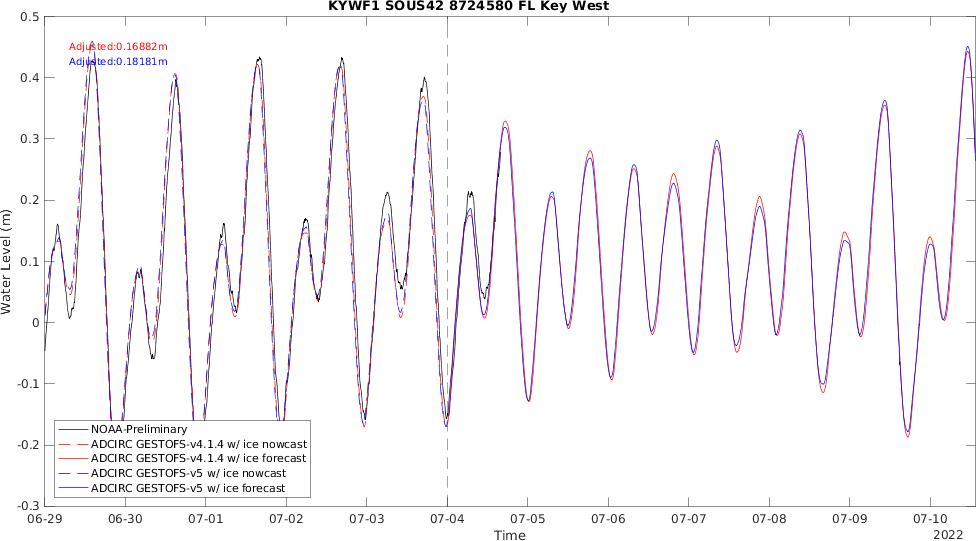 KYWF1 SOUS42 8724580 FL Key West
0.5
0.4
0.3
0.2
0.1
0
-0.1
-0.2
-0.3
Water Level (m)
Adjusted:0.16882m
Adjusted:0.18181m
NOAA-Preliminary
ADCIRC GESTOFS-v4.1.4 w/ ice nowcast
ADCIRC GESTOFS-v4.1.4 w/ ice forecast
ADCIRC GESTOFS-v5 w/ ice nowcast
ADCIRC GESTOFS-v5 w/ ice forecast
06-29 06-30 07-01 07-02 07-03 07-04 07-05 07-06 07-07 07-08 07-09 07-10
Time
2022